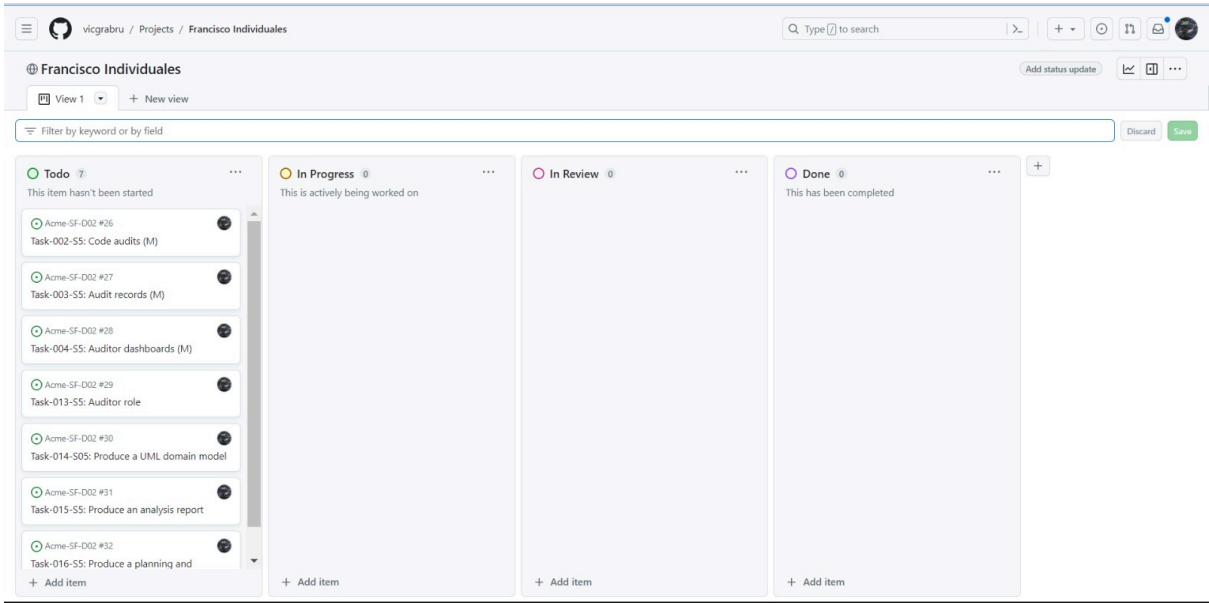 vicgrabru / Projects / Francisco Individuales
Type / to search
Francisco Individuales
Add status update
View 1
+ New view
Filter by keyword or by field
Discard
Save
Todo 7
This item hasn't been started
Acme-SF-D02 #26
Task-002-S5: Code audits (M)
Acme-SF-D02 #27
Task-003-S5: Audit records (M)
Acme-SF-D02 #28
Task-004-S5: Auditor dashboards (M)
Acme-SF-D02 #29
Task-013-S5: Auditor role
Acme-SF-D02 #30
Task-014-S05: Produce a UML domain model
Acme-SF-D02 #31
Task-015-S5: Produce an analysis report
Acme-SF-D02 #32
Task-016-S5: Produce a planning and
+ Add item
In Progress 0
This is actively being worked on
+ Add item
In Review 0
+ Add item
Done 0
This has been completed
+ Add item